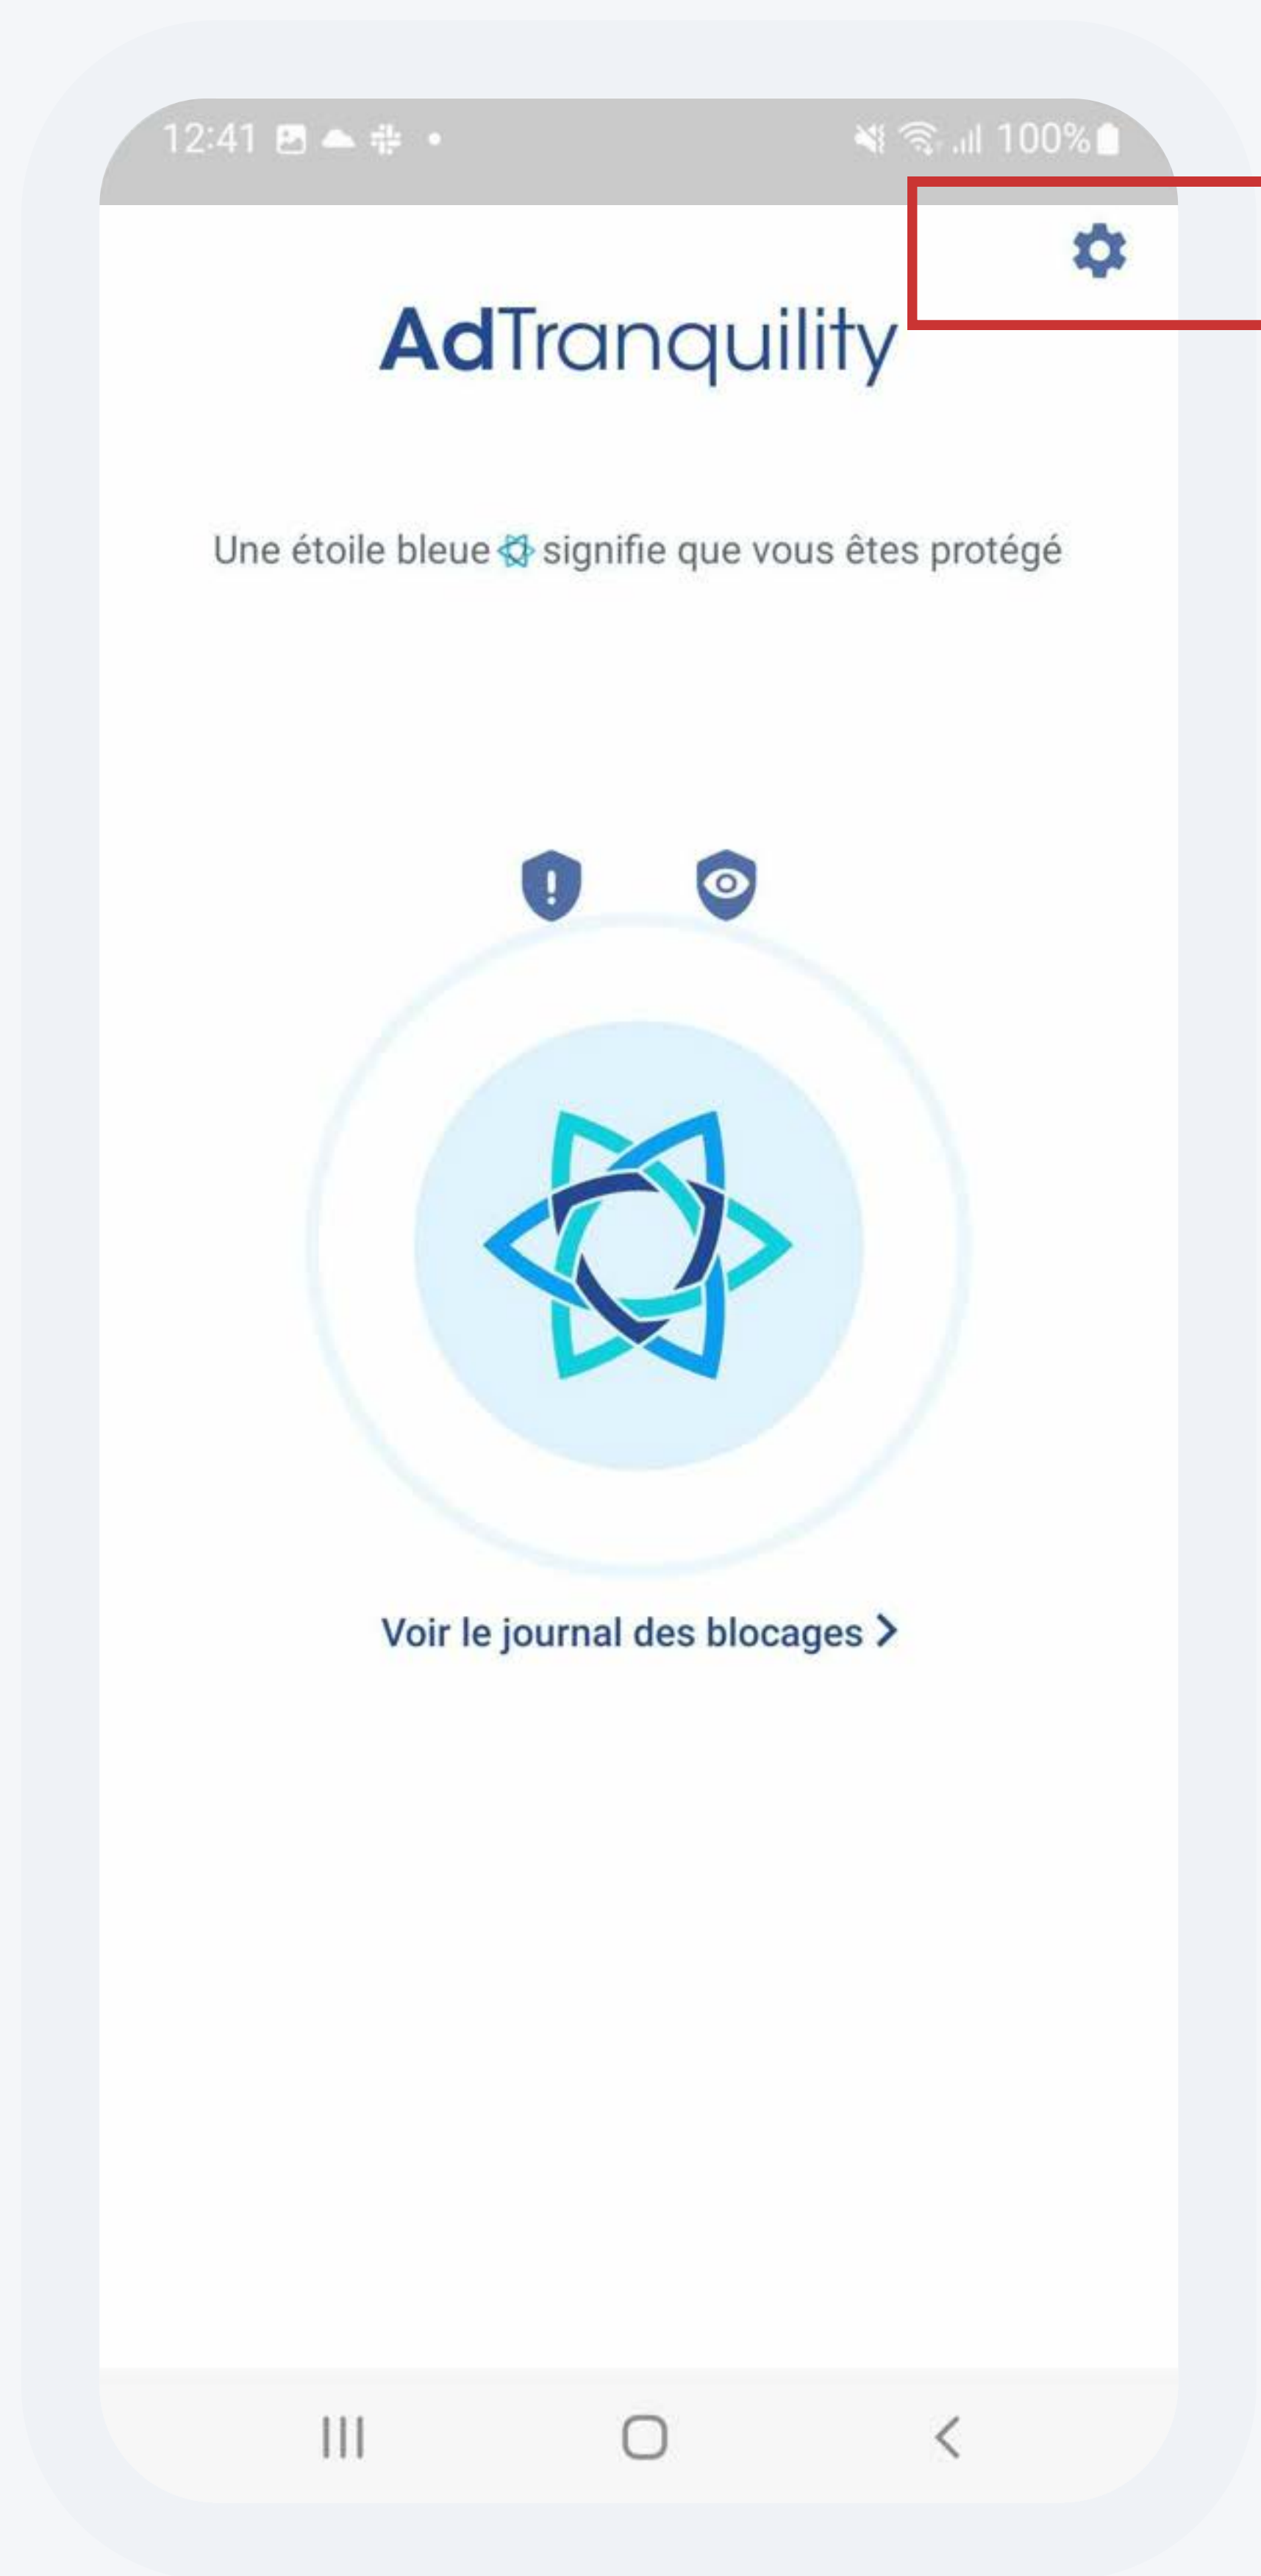 12:41 100%
AdTranquility
Une étoile bleue signifie que vous êtes protégé
Voir le journal des blocages